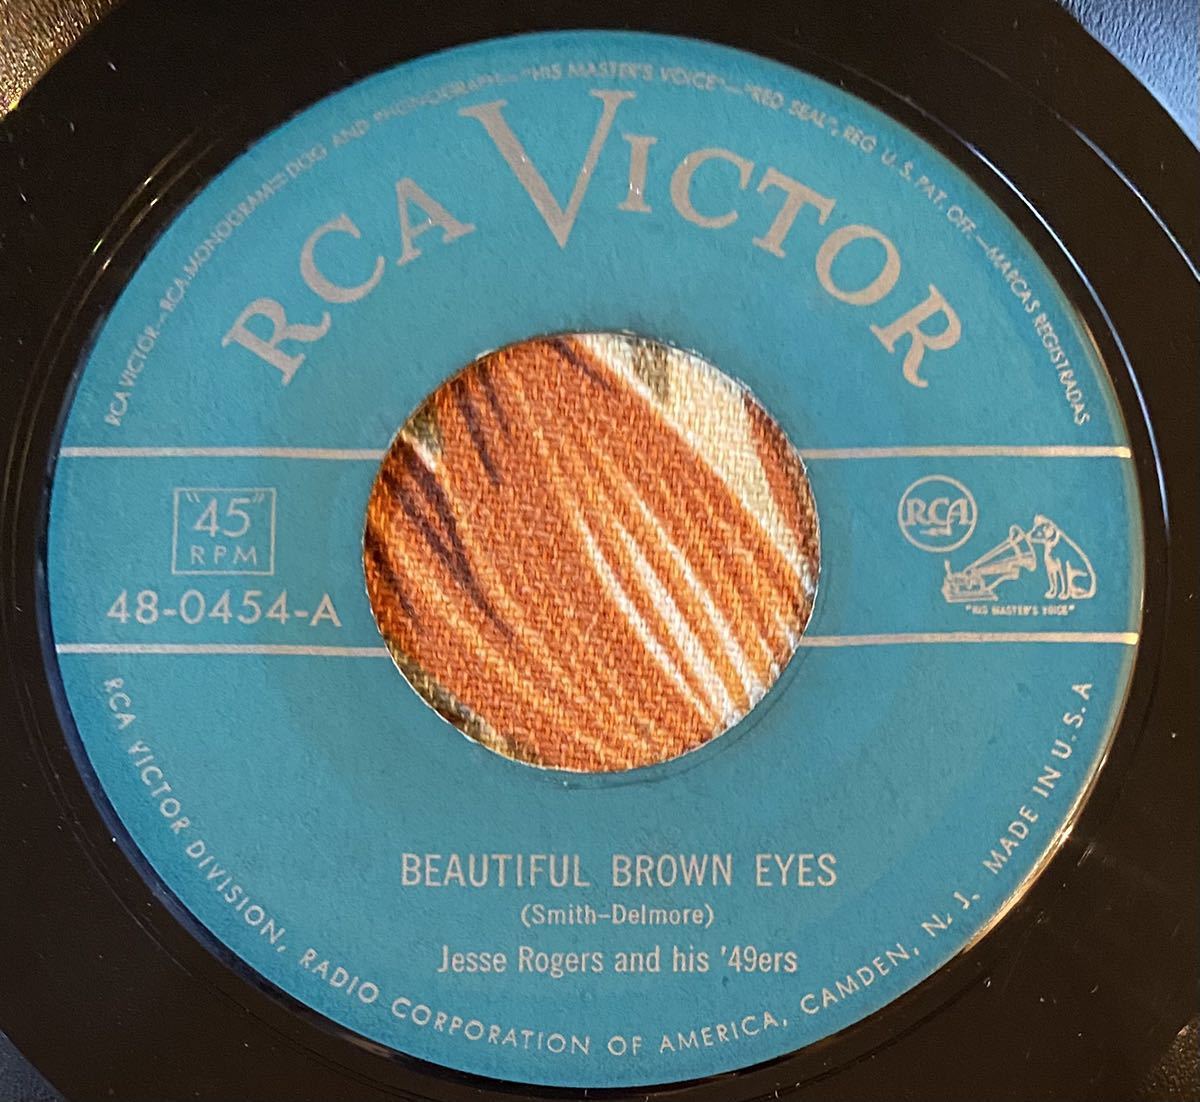 RCA VICTOR—RCA MONOGRAM—DOG AND PHONOGRAPH—"HIS MASTER'S VOICE"—"RED SEAL", REG U.S. PAT. OFF.—MARCAS REGISTRADAS
RCA VICTOR
"45"
RPM
48-0454-A
RCA
"HIS MASTER'S VOICE"
BEAUTIFUL BROWN EYES
(Smith-Delmore)
Jesse Rogers and his '49ers
RCA VICTOR DIVISION, RADIO CORPORATION OF AMERICA, CAMDEN, N. J. MADE IN U.S.A